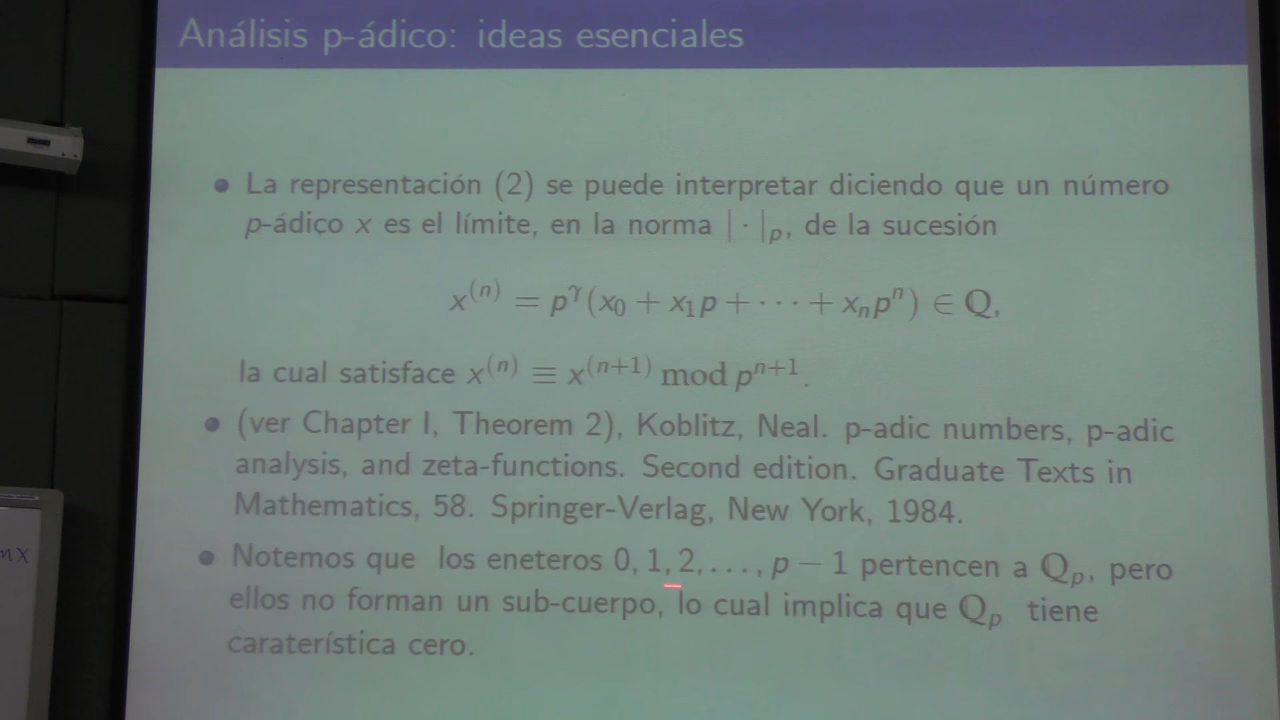 Análisis p-ádico: ideas esenciales
La representación (2) se puede interpretar diciendo que un número
p-ádico x es el límite, en la norma | · |_p, de la sucesión
x^(n) = p^γ(x_0 + x_1p + · · · + x_np^n) ∈ Q,
la cual satisface x^(n) ≡ x^(n+1) mod p^n+1.
(ver Chapter I, Theorem 2), Koblitz, Neal. p-adic numbers, p-adic
analysis, and zeta-functions. Second edition. Graduate Texts in
Mathematics, 58. Springer-Verlag, New York, 1984.
Notemos que los eneteros 0, 1, 2, . . . , p − 1 pertencen a Q_p, pero
ellos no forman un sub-cuerpo, lo cual implica que Q_p tiene
caraterística cero.